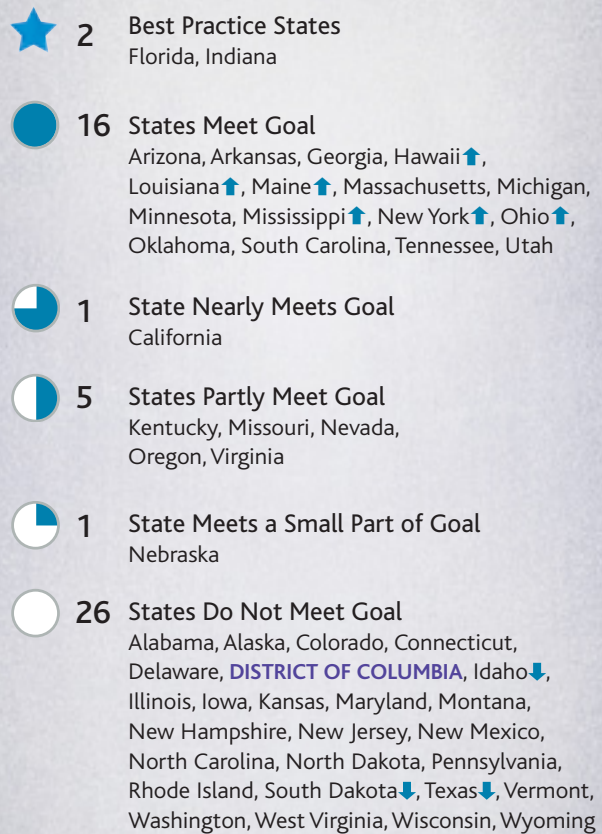 2 Best Practice States
Florida, Indiana
16 States Meet Goal
Arizona, Arkansas, Georgia, Hawaii⬆,
Louisiana⬆, Maine⬆, Massachusetts, Michigan,
Minnesota, Mississippi⬆, New York⬆, Ohio⬆,
Oklahoma, South Carolina, Tennessee, Utah
1 State Nearly Meets Goal
California
5 States Partly Meet Goal
Kentucky, Missouri, Nevada,
Oregon, Virginia
1 State Meets a Small Part of Goal
Nebraska
26 States Do Not Meet Goal
Alabama, Alaska, Colorado, Connecticut,
Delaware, DISTRICT OF COLUMBIA, Idaho⬇,
Illinois, Iowa, Kansas, Maryland, Montana,
New Hampshire, New Jersey, New Mexico,
North Carolina, North Dakota, Pennsylvania,
Rhode Island, South Dakota⬇, Texas⬇, Vermont,
Washington, West Virginia, Wisconsin, Wyoming